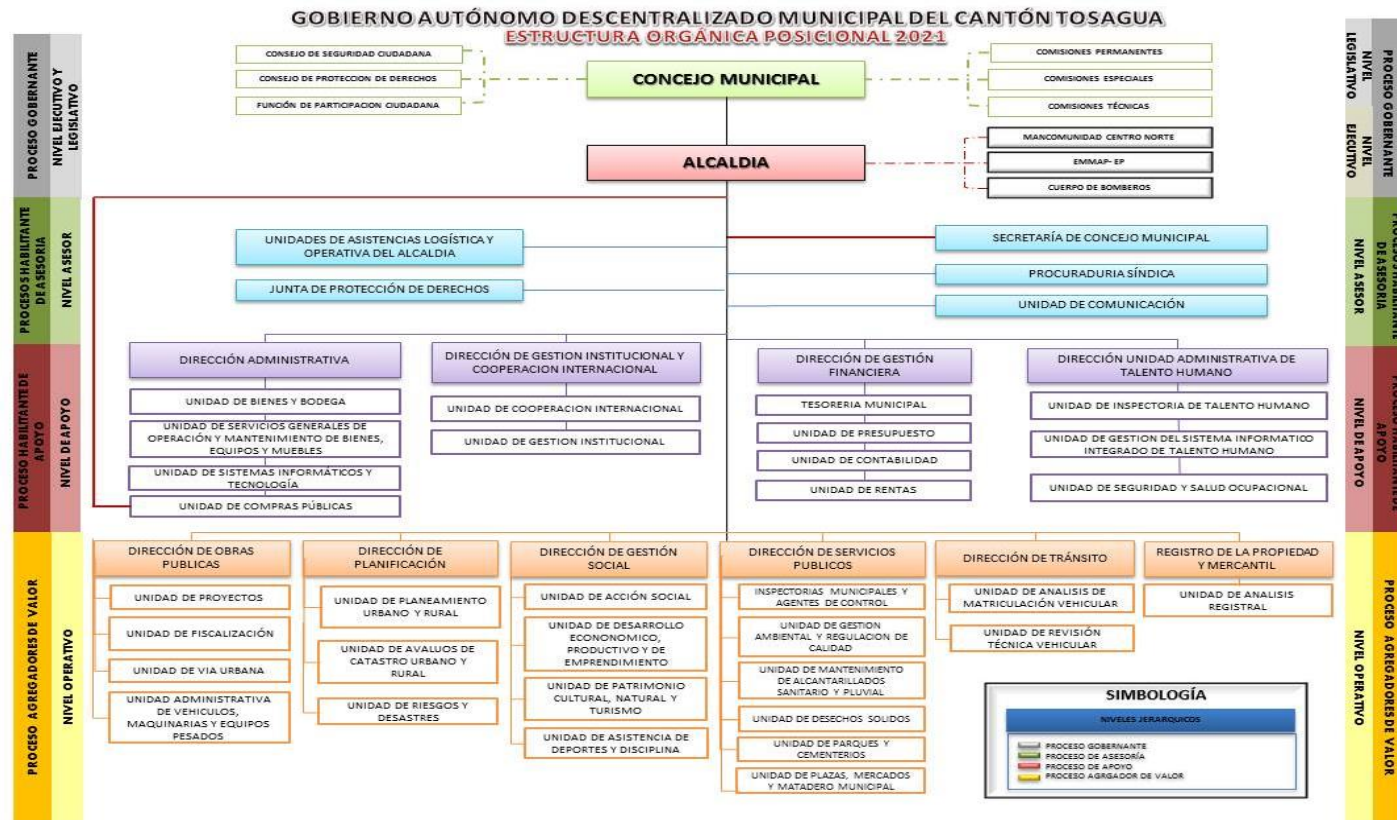 GOBIERNO AUTÓNOMO DESCENTRALIZADO MUNICIPAL DEL CANTÓN TOSAGUA
ESTRUCTURA ORGÁNICA POSICIONAL 2021
PROCESO GOBERNANTE
NIVEL EJECUTIVO Y
LEGISLATIVO
CONSEJO DE SEGURIDAD CIUDADANA
CONSEJO DE PROTECCION DE DERECHOS
FUNCIÓN DE PARTICIPACION CIUDADANA
CONCEJO MUNICIPAL
COMISIONES PERMANENTES
COMISIONES ESPECIALES
COMISIONES TÉCNICAS
NIVEL
LEGISLATIVO
PROCESO GOBERNANTE
ALCALDIA
MANCOMUNIDAD CENTRO NORTE
EMMAP- EP
CUERPO DE BOMBEROS
NIVEL
EJECUTIVO
PROCESOS HABILITANTE
DE ASESORIA
NIVEL ASESOR
UNIDADES DE ASISTENCIAS LOGÍSTICA Y
OPERATIVA DEL ALCALDIA
JUNTA DE PROTECCIÓN DE DERECHOS
SECRETARÍA DE CONCEJO MUNICIPAL
PROCURADURIA SÍNDICA
UNIDAD DE COMUNICACIÓN
NIVEL ASESOR
DE ASESORIA
PROCESO HABILITANTE DE
APOYO
NIVEL DE APOYO
DIRECCIÓN ADMINISTRATIVA
UNIDAD DE BIENES Y BODEGA
UNIDAD DE SERVICIOS GENERALES DE
OPERACIÓN Y MANTENIMIENTO DE BIENES,
EQUIPOS Y MUEBLES
UNIDAD DE SISTEMAS INFORMÁTICOS Y
TECNOLOGÍA
UNIDAD DE COMPRAS PÚBLICAS
DIRECCIÓN DE GESTION INSTITUCIONAL Y
COOPERACION INTERNACIONAL
UNIDAD DE COOPERACION INTERNACIONAL
UNIDAD DE GESTION INSTITUCIONAL
DIRECCIÓN DE GESTIÓN
FINANCIERA
TESORERIA MUNICIPAL
UNIDAD DE PRESUPUESTO
UNIDAD DE CONTABILIDAD
UNIDAD DE RENTAS
DIRECCIÓN UNIDAD ADMINISTRATIVA DE
TALENTO HUMANO
UNIDAD DE INSPECTORIA DE TALENTO HUMANO
UNIDAD DE GESTION DEL SISTEMA INFORMATICO
INTEGRADO DE TALENTO HUMANO
UNIDAD DE SEGURIDAD Y SALUD OCUPACIONAL
NIVEL DE APOYO
APOYO
PROCESO AGREGADORES DE VALOR
NIVEL OPERATIVO
DIRECCIÓN DE OBRAS
PUBLICAS
UNIDAD DE PROYECTOS
UNIDAD DE FISCALIZACIÓN
UNIDAD DE VIA URBANA
UNIDAD ADMINISTRATIVA
DE VEHICULOS,
MAQUINARIAS Y EQUIPOS
PESADOS
DIRECCIÓN DE
PLANIFICACIÓN
UNIDAD DE PLANEAMIENTO
URBANO Y RURAL
UNIDAD DE AVALUOS DE
CATASTRO URBANO Y
RURAL
UNIDAD DE RIESGOS Y
DESASTRES
DIRECCIÓN DE GESTIÓN
SOCIAL
UNIDAD DE ACCIÓN SOCIAL
UNIDAD DE DESARROLLO
ECONONOMICO,
PRODUCTIVO Y DE
EMPRENDIMIENTO
UNIDAD DE PATRIMONIO
CULTURAL, NATURAL Y
TURISMO
UNIDAD DE ASISTENCIA DE
DEPORTES Y DISCIPLINA
DIRECCIÓN DE SERVICIOS
PUBLICOS
INSPECTORIAS MUNICIPALES Y
AGENTES DE CONTROL
UNIDAD DE GESTION
AMBIENTAL Y REGULACION DE
CALIDAD
UNIDAD DE MANTENIMIENTO
DE ALCANTARILLADOS
SANITARIO Y PLUVIAL
UNIDAD DE DESECHOS SOLIDOS
UNIDAD DE PARQUES Y
CEMENTERIOS
UNIDAD DE PLAZAS, MERCADOS
Y MATADERO MUNICIPAL
DIRECCIÓN DE TRÁNSITO
UNIDAD DE ANALISIS DE
MATRICULACIÓN VEHICULAR
UNIDAD DE REVISIÓN
TÉCNICA VEHICULAR
REGISTRO DE LA PROPIEDAD
Y MERCANTIL
UNIDAD DE ANALISIS
REGISTRAL
NIVEL OPERATIVO
PROCESO AGREGADORES DE VALOR
SIMBOLOGÍA
NIVELES JERARQUICOS
PROCESO GOBERNANTE
PROCESO DE ASESORÍA
PROCESO DE APOYO
PROCESO AGRGADOR DE VALOR